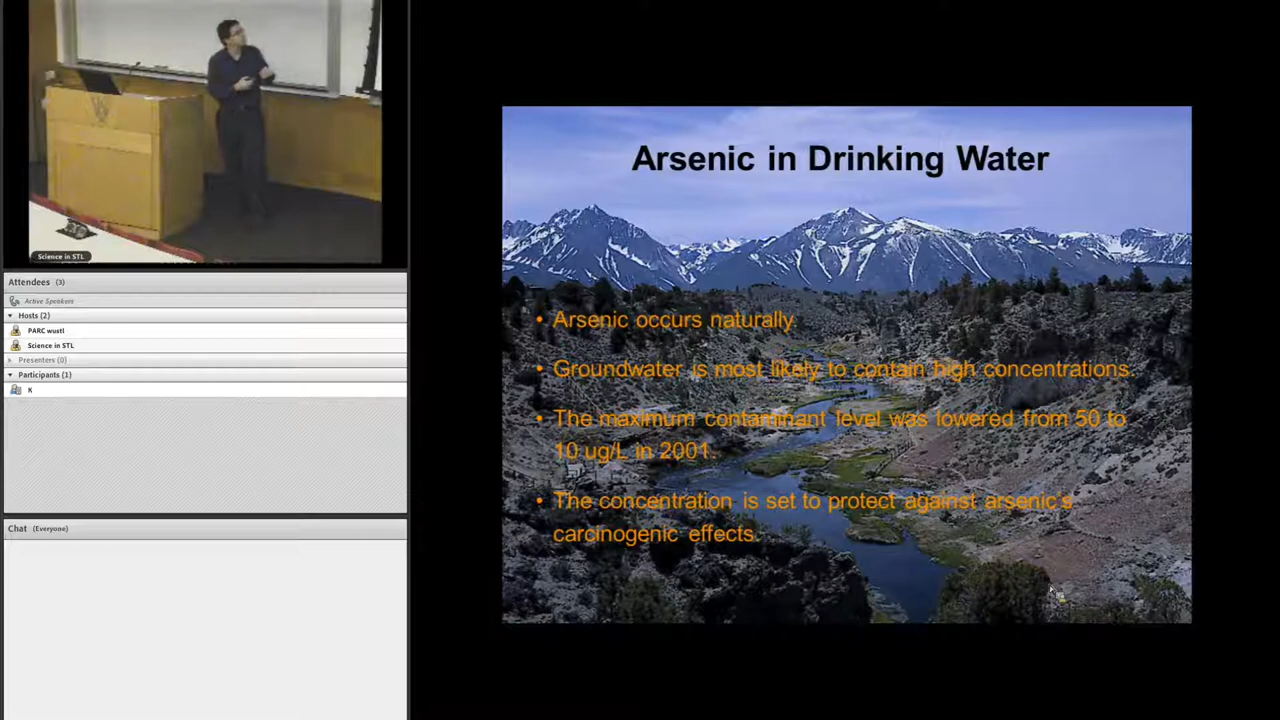 Science in STL
Attendees (3)
Active Speakers
Hosts (2)
PARC wustl
Science in STL
Presenters (0)
Participants (1)
K
Chat (Everyone)
Arsenic in Drinking Water
• Arsenic occurs naturally.
• Groundwater is most likely to contain high concentrations.
• The maximum contaminant level was lowered from 50 to
10 ug/L in 2001.
• The concentration is set to protect against arsenic's
carcinogenic effects.